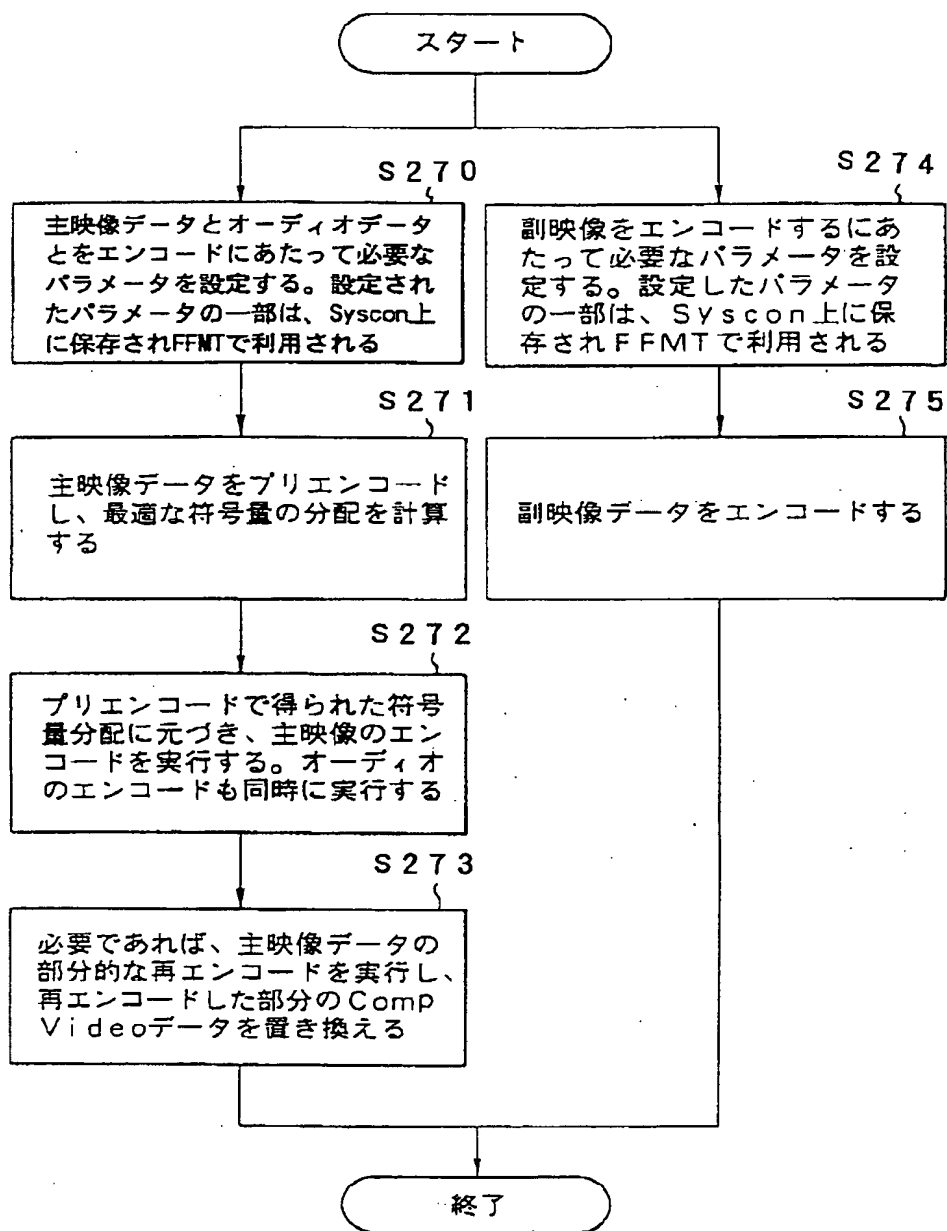 スタート
S270
主映像データとオーディオデータ
とをエンコードにあたって必要な
パラメータを設定する。設定され
たパラメータの一部は、Syscon上
に保存されFFMTで利用される
S271
主映像データをプリエンコード
し、最適な符号量の分配を計算
する
S272
プリエンコードで得られた符号
量分配に元づき、主映像のエン
コードを実行する。オーディオ
のエンコードも同時に実行する
S273
必要であれば、主映像データの
部分的な再エンコードを実行し、
再エンコードした部分のComp
Videoデータを置き換える
S274
副映像をエンコードするにあ
たって必要なパラメータを設
定する。設定したパラメータ
の一部は、Syscon上に保
存されFFMTで利用される
S275
副映像データをエンコードする
終了